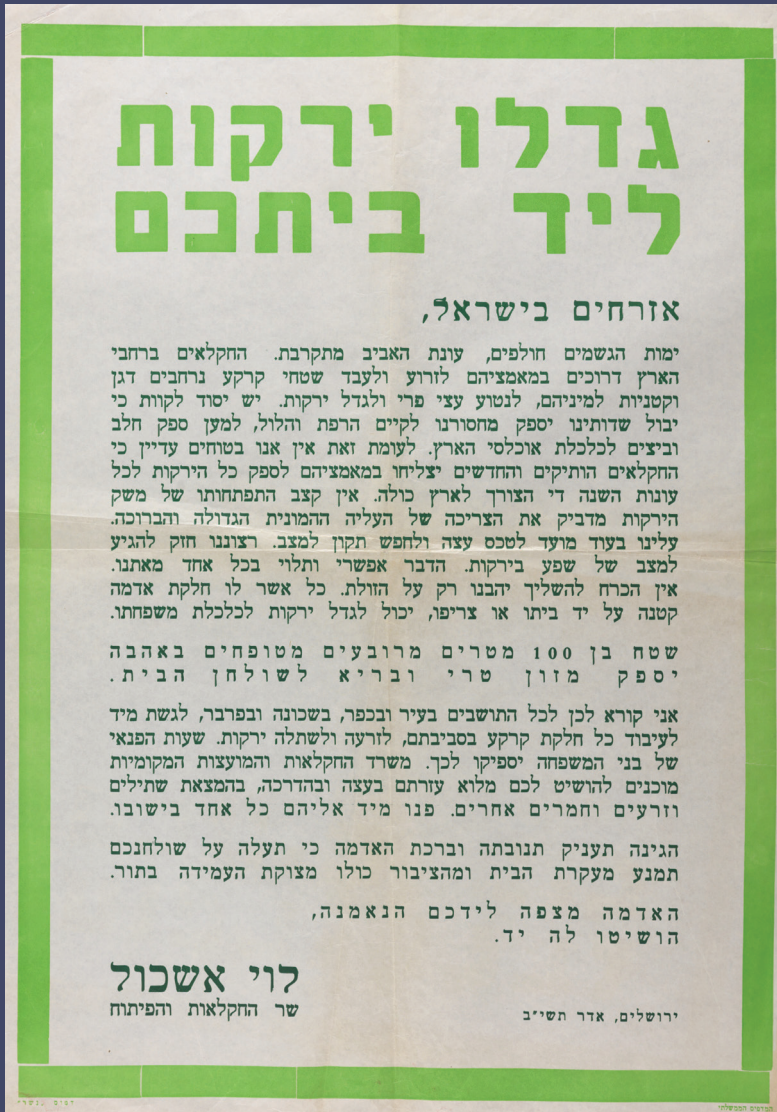 גדלו ירקות
ליד ביתכם
אזרחים בישראל,
ימות הגשמים חולפים, עונת האביב מתקרבת. החקלאים ברחבי
הארץ דרוכים במאמציהם לזרוע ולעבד שטחי קרקע נרחבים דגן
וקטניות למיניהם, לנטוע עצי פרי ולגדל ירקות. יש יסוד לקוות כי
יבול שדותינו יספק מחסורנו לקיים הרפת והלול, למען ספק חלב
וביצים לכלכלת אוכלסי הארץ. לעומת זאת אין אנו בטוחים עדיין כי
החקלאים הותיקים והחדשים יצליחו במאמציהם לספק כל הירקות לכל
עונות השנה די הצורך לארץ כולה. אין קצב התפתחותו של משק
הירקות מדביק את הצריכה של העליה ההמונית הגדולה והברוכה.
עלינו בעוד מועד לטכס עצה ולחפש תקון למצב. רצוננו חזק להגיע
למצב של שפע בירקות. הדבר אפשרי ותלוי בכל אחד מאתנו.
אין הכרח להשליך יהבנו רק על הזולת. כל אשר לו חלקת אדמה
קטנה על יד ביתו או צריפו, יכול לגדל ירקות לכלכלת משפחתו.
שטח בן 100 מטרים מרובעים מטופחים באהבה
יספק מזון טרי ובריא לשולחן הבית.
אני קורא לכן לכל התושבים בעיר ובכפר, בשכונה ובפרבר, לגשת מיד
לעיבוד כל חלקת קרקע בסביבתם, לזרעה ולשתלה ירקות. שעות הפנאי
של בני המשפחה יספיקו לכך. משרד החקלאות והמועצות המקומיות
מוכנים להושיט לכם מלוא עזרתם בעצה ובהדרכה, בהמצאת שתילים
וזרעים וחמרים אחרים. פנו מיד אליהם כל אחד בישובו.
הגינה תעניק תנובתה וברכת האדמה כי תעלה על שולחנכם
תמנע מעקרת הבית ומהציבור כולו מצוקת העמידה בתור.
האדמה מצפה לידכם הנאמנה,
הושיטו לה יד.
לוי אשכול
שר החקלאות והפיתוח
ירושלים, אדר תשי״ב